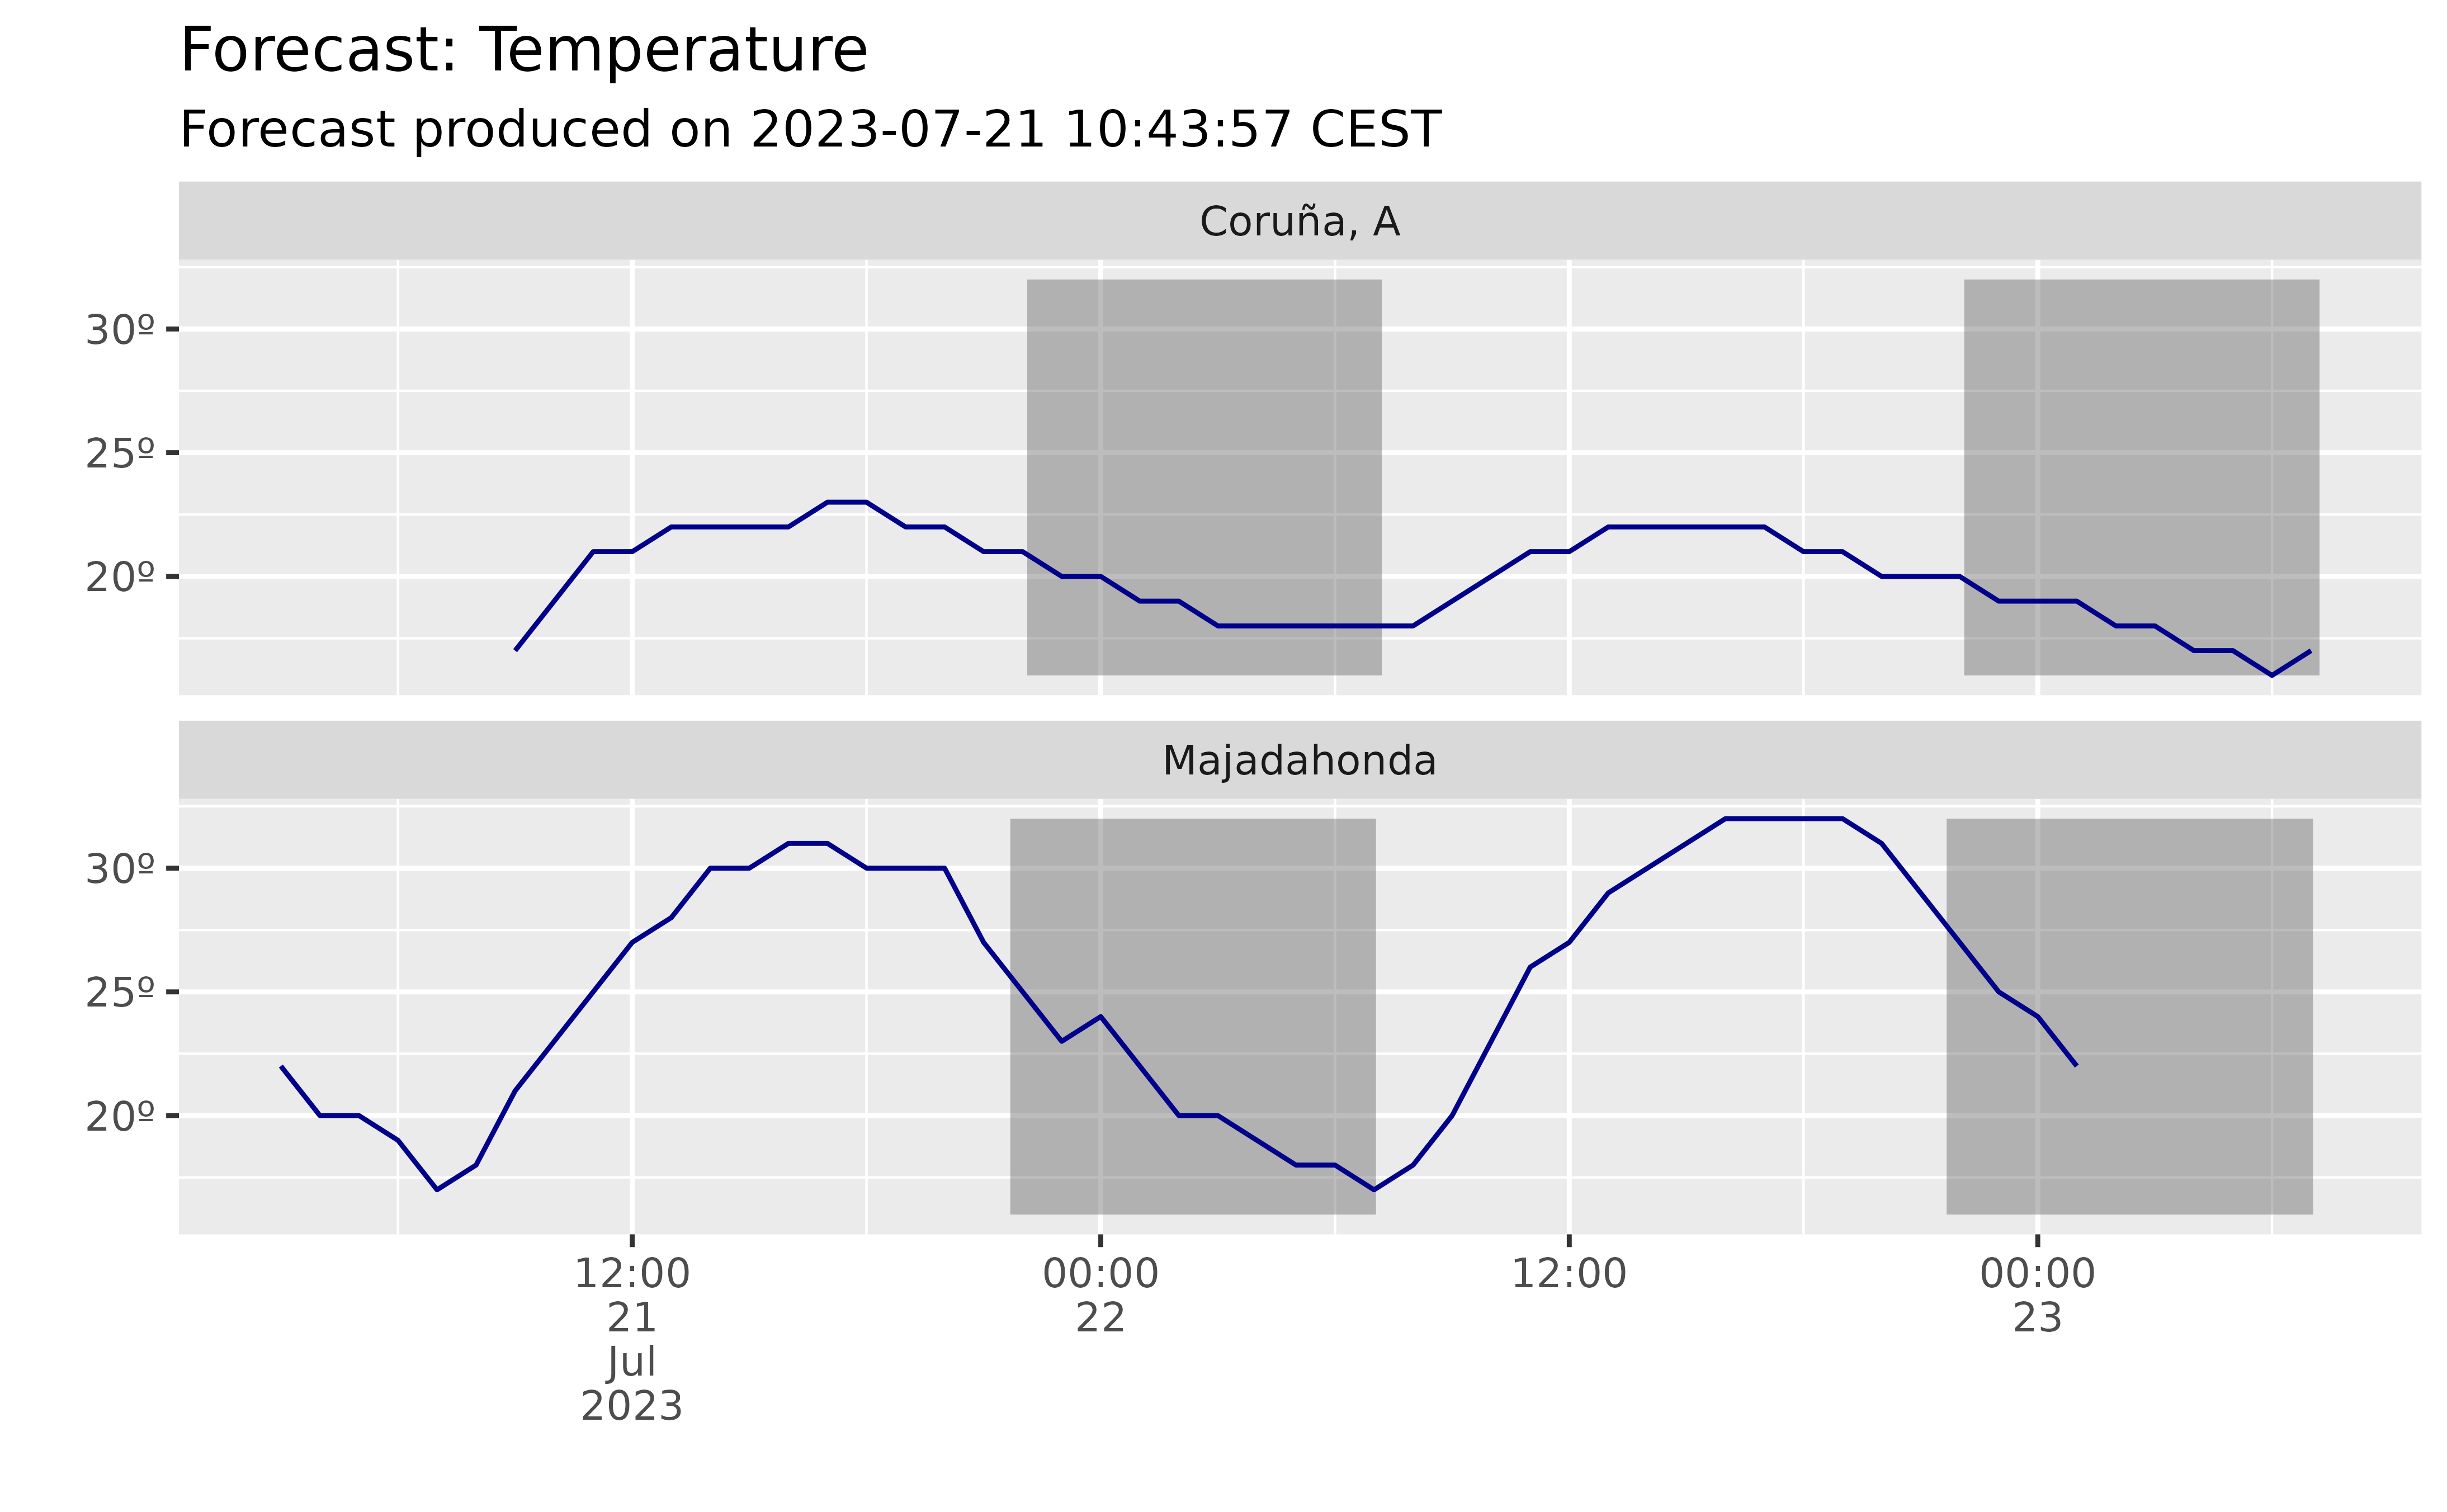 Forecast: Temperature
Forecast produced on 2023-07-21 10:43:57 CEST
Coruña, A
30º
25º
20º
Majadahonda
30º
25º
20º
12:00 00:00 12:00 00:00
21 22 23
Jul
2023